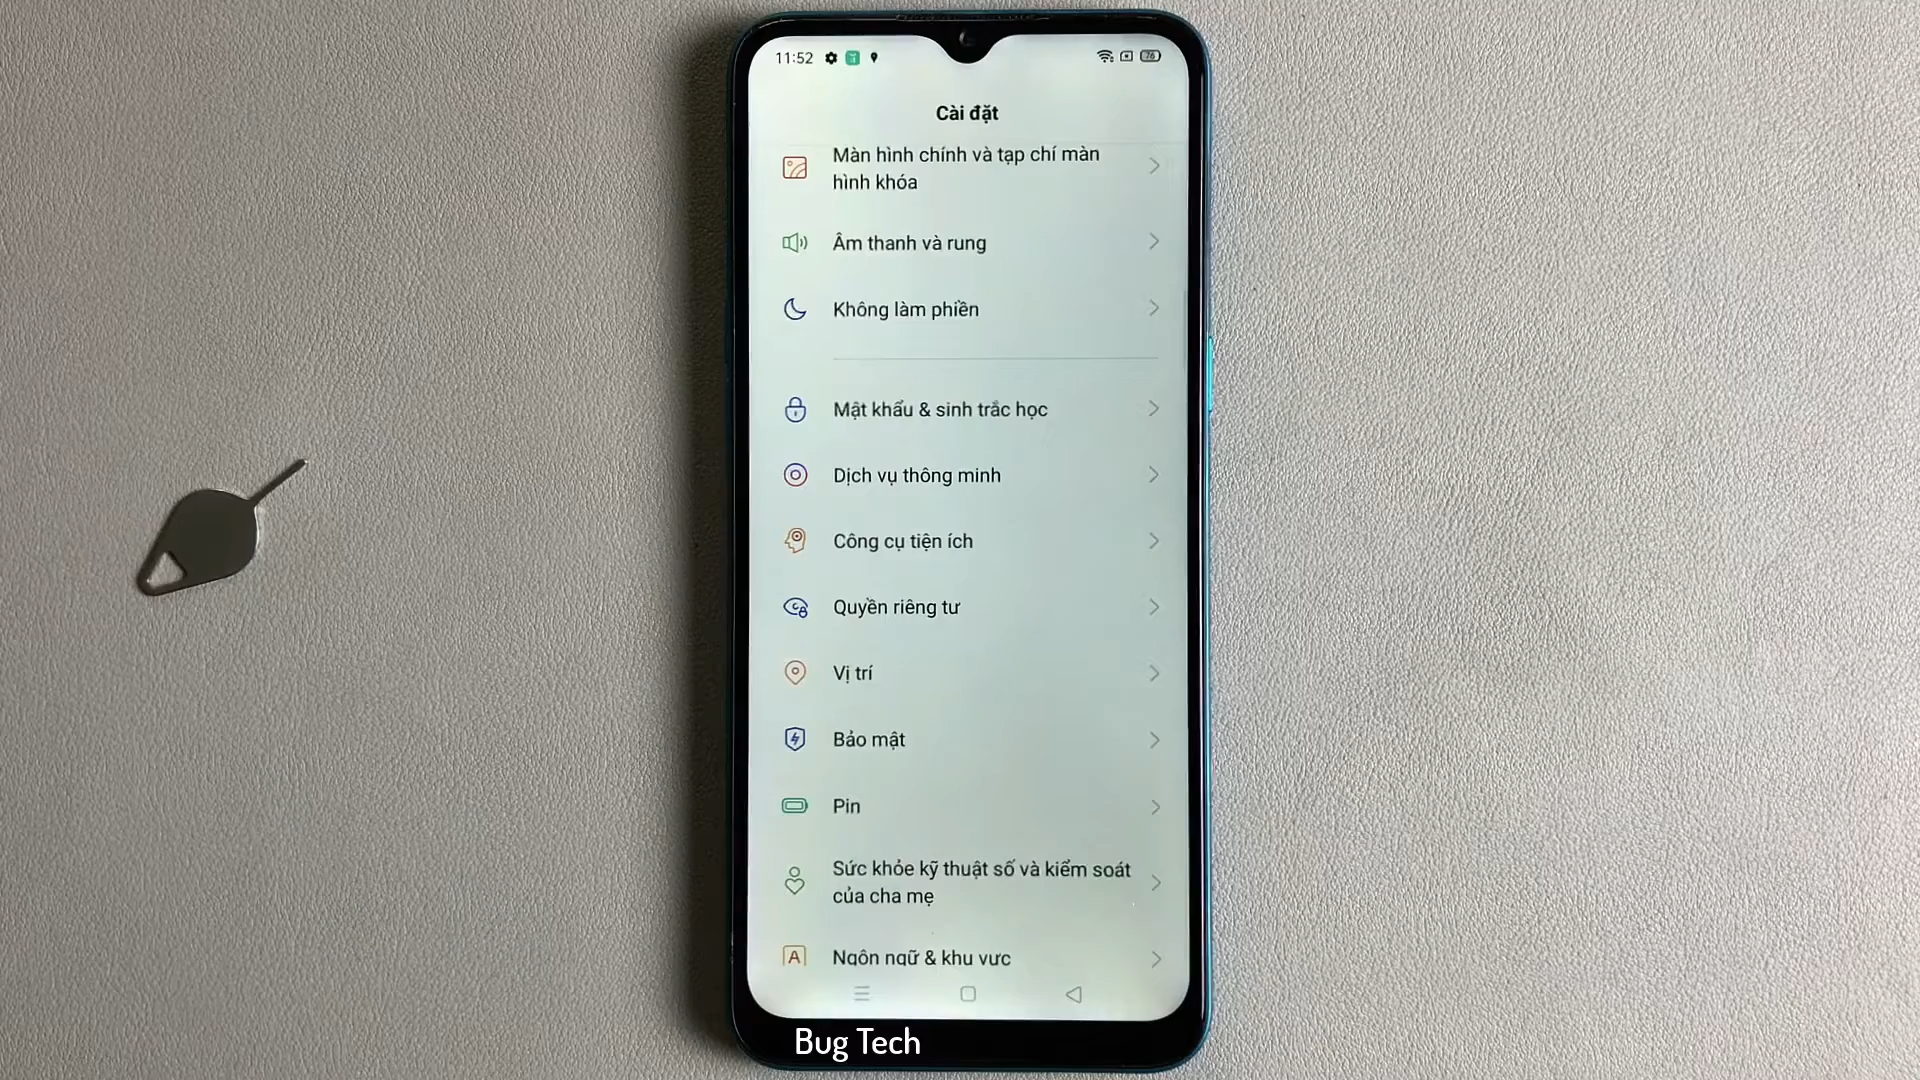 11:52
76
Cài đặt
Màn hình chính và tạp chí màn
hình khóa
Âm thanh và rung
Không làm phiền
Mật khẩu & sinh trắc học
Dịch vụ thông minh
Công cụ tiện ích
Quyền riêng tư
Vị trí
Bảo mật
Pin
Sức khỏe kỹ thuật số và kiểm soát
của cha mẹ
A
Ngôn ngữ & khu vực
Bug Tech